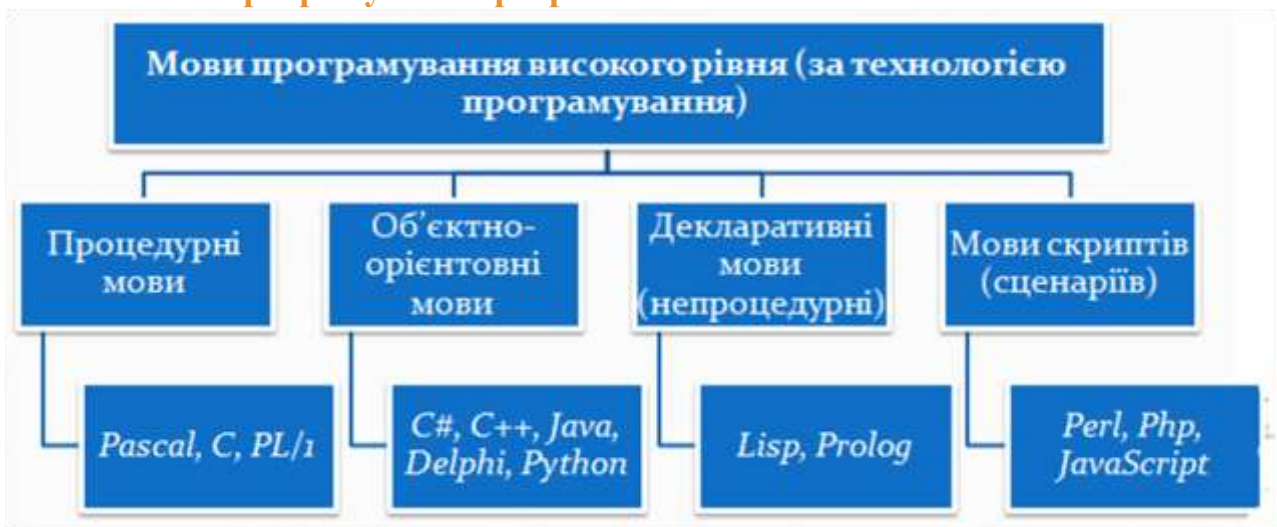 Мови програмування високого рівня (за технологією
програмування)
Процедурні
мови
Об’єктно-
орієнтовні
мови
Декларативні
мови
(непроцедурні)
Мови скриптів
(сценаріїв)
Pascal, C, PL/1
C#, C++, Java,
Delphi, Python
Lisp, Prolog
Perl, Php,
JavaScript